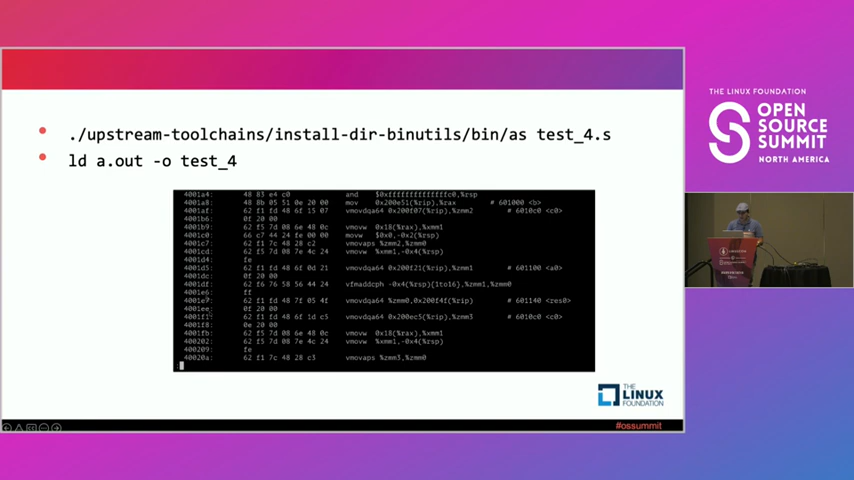 ./upstream-toolchains/install-dir-binutils/bin/as test_4.s
ld a.out -o test_4
4001a4: 48 83 e4 c0 and $0xffffffffffffffc0,%rsp
4001a8: 48 8b 05 51 0e 20 00 mov 0x200e51(%rip),%rax # 601000 <b>
4001af: 62 f1 fd 48 6f 15 07 vmovdqa64 0x200f07(%rip),%zmm2 # 6010c0 <c0>
4001b6: 0f 20 00
4001b9: 62 f5 7d 08 6e 48 0c vmovw 0x18(%rax),%xmm1
4001c0: 66 c7 44 24 fe 00 00 movw $0x0,-0x2(%rsp)
4001c7: 62 f1 7c 48 28 c2 vmovaps %zmm2,%zmm0
4001cd: 62 f5 7d 08 7e 4c 24 vmovw %xmm1,-0x4(%rsp)
4001d4: fe
4001d5: 62 f1 fd 48 6f 0d 21 vmovdqa64 0x200f21(%rip),%zmm1 # 601100 <a0>
4001dc: 0f 20 00
4001df: 62 f6 76 58 56 44 24 vfmaddcph -0x4(%rsp){1to16},%zmm1,%zmm0
4001e6: ff
4001e7: 62 f1 fd 48 7f 05 4f vmovdqa64 %zmm0,0x200f4f(%rip) # 601140 <res0>
4001ee: 0f 20 00
4001f1: 62 f1 fd 48 6f 1d c5 vmovdqa64 0x200ec5(%rip),%zmm3 # 6010c0 <c0>
4001f8: 0e 20 00
4001fb: 62 f5 7d 08 6e 48 0c vmovw 0x18(%rax),%xmm1
400202: 62 f5 7d 08 7e 4c 24 vmovw %xmm1,-0x4(%rsp)
400209: fe
40020a: 62 f1 7c 48 28 c3 vmovaps %zmm3,%zmm0
:
THE
LINUX
FOUNDATION
#ossummit
THE LINUX FOUNDATION
OPEN
SOURCE
SUMMIT
NORTH AMERICA